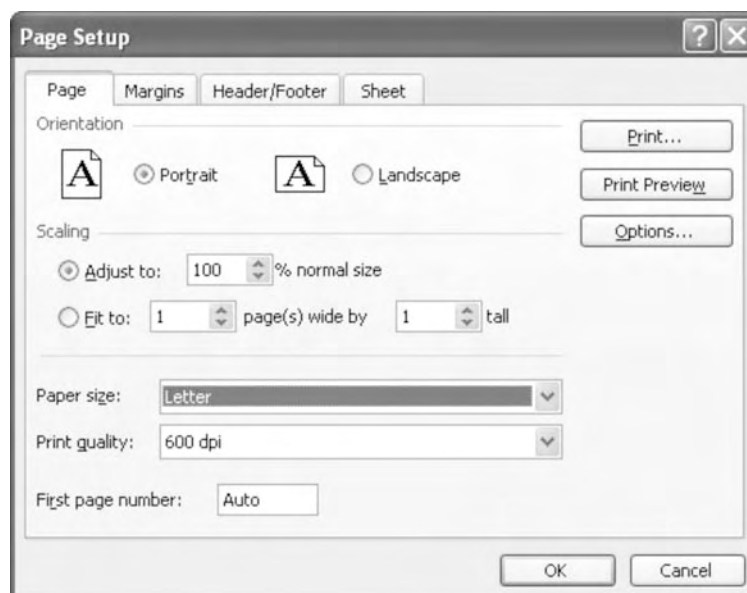 Page Setup
Page Margins Header/Footer Sheet
Orientation
A Portrait A Landscape
Print...
Print Preview
Options...
Scaling
Adjust to: 100 % normal size
Fit to: 1 page(s) wide by 1 tall
Paper size: Letter
Print quality: 600 dpi
First page number: Auto
OK Cancel